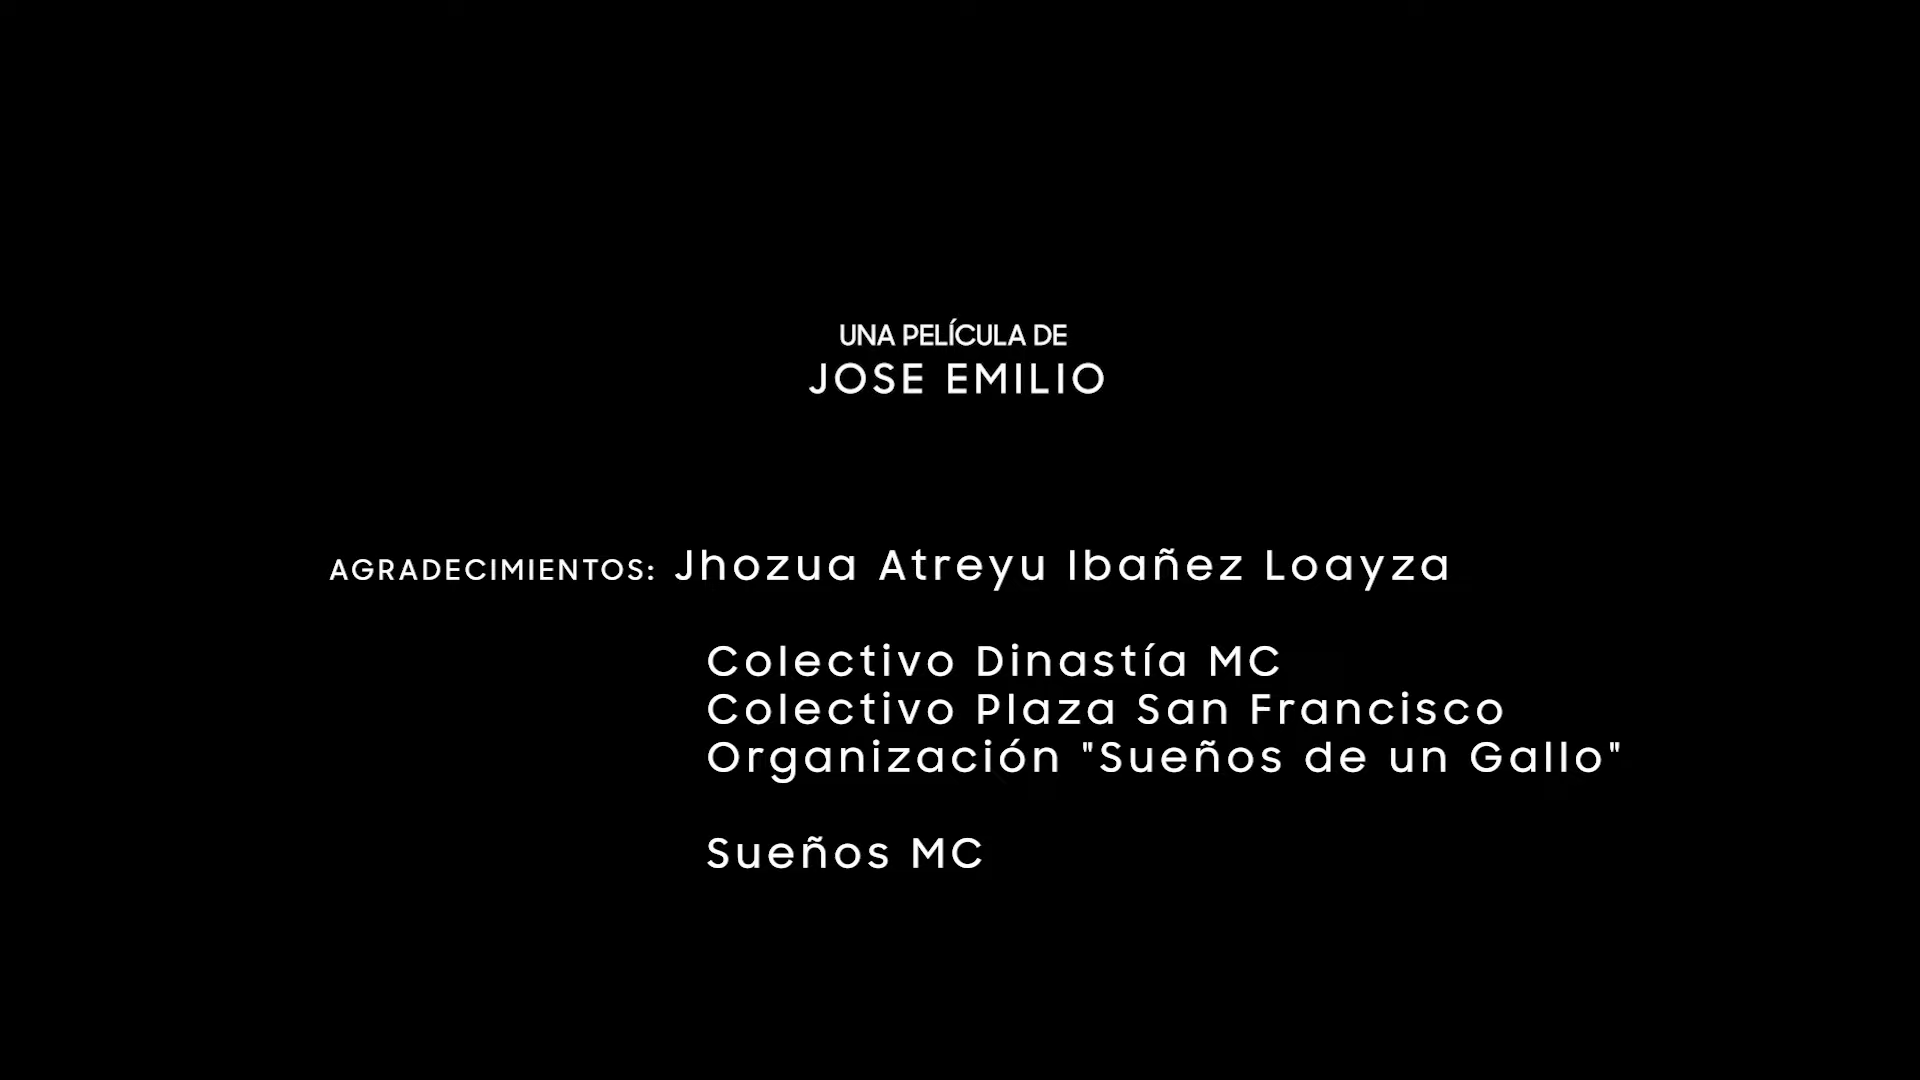 UNA PELÍCULA DE
JOSE EMILIO
AGRADECIMIENTOS: Jhozua Atreyu Ibañez Loayza
Colectivo Dinastía MC
Colectivo Plaza San Francisco
Organización "Sueños de un Gallo"
Sueños MC